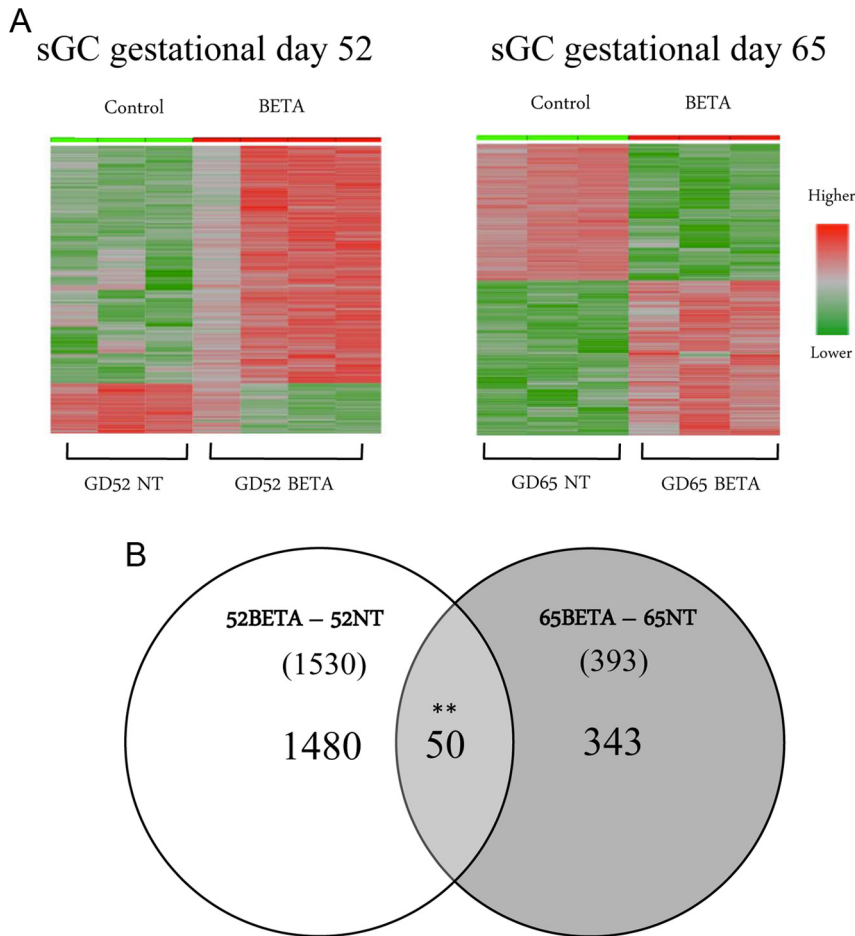 A
sGC gestational day 52
sGC gestational day 65
Control
BETA
Control
BETA
Higher
Lower
GD52 NT
GD52 BETA
GD65 NT
GD65 BETA
B
52BETA – 52NT
65BETA – 65NT
(1530)
(393)
**
1480
50
343